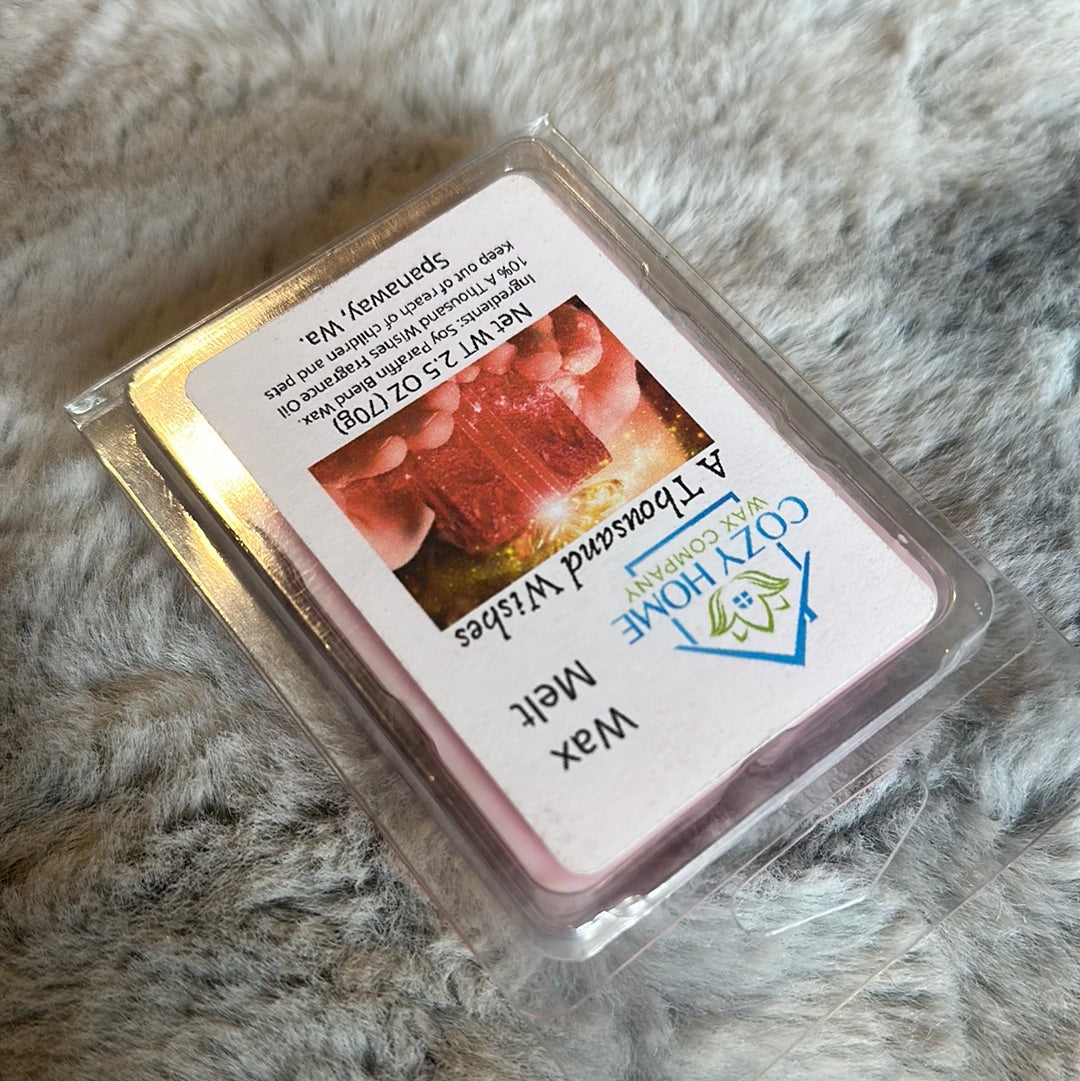 COZY HOME
WAX COMPANY
Wax
Melt
A Thousand Wishes
Net WT 2.5 OZ (70g)
Ingredients: Soy Paraffin Blend Wax.
10% A Thousand Wishes Fragrance Oil
Keep out of reach of children and pets
Spanaway, Wa.